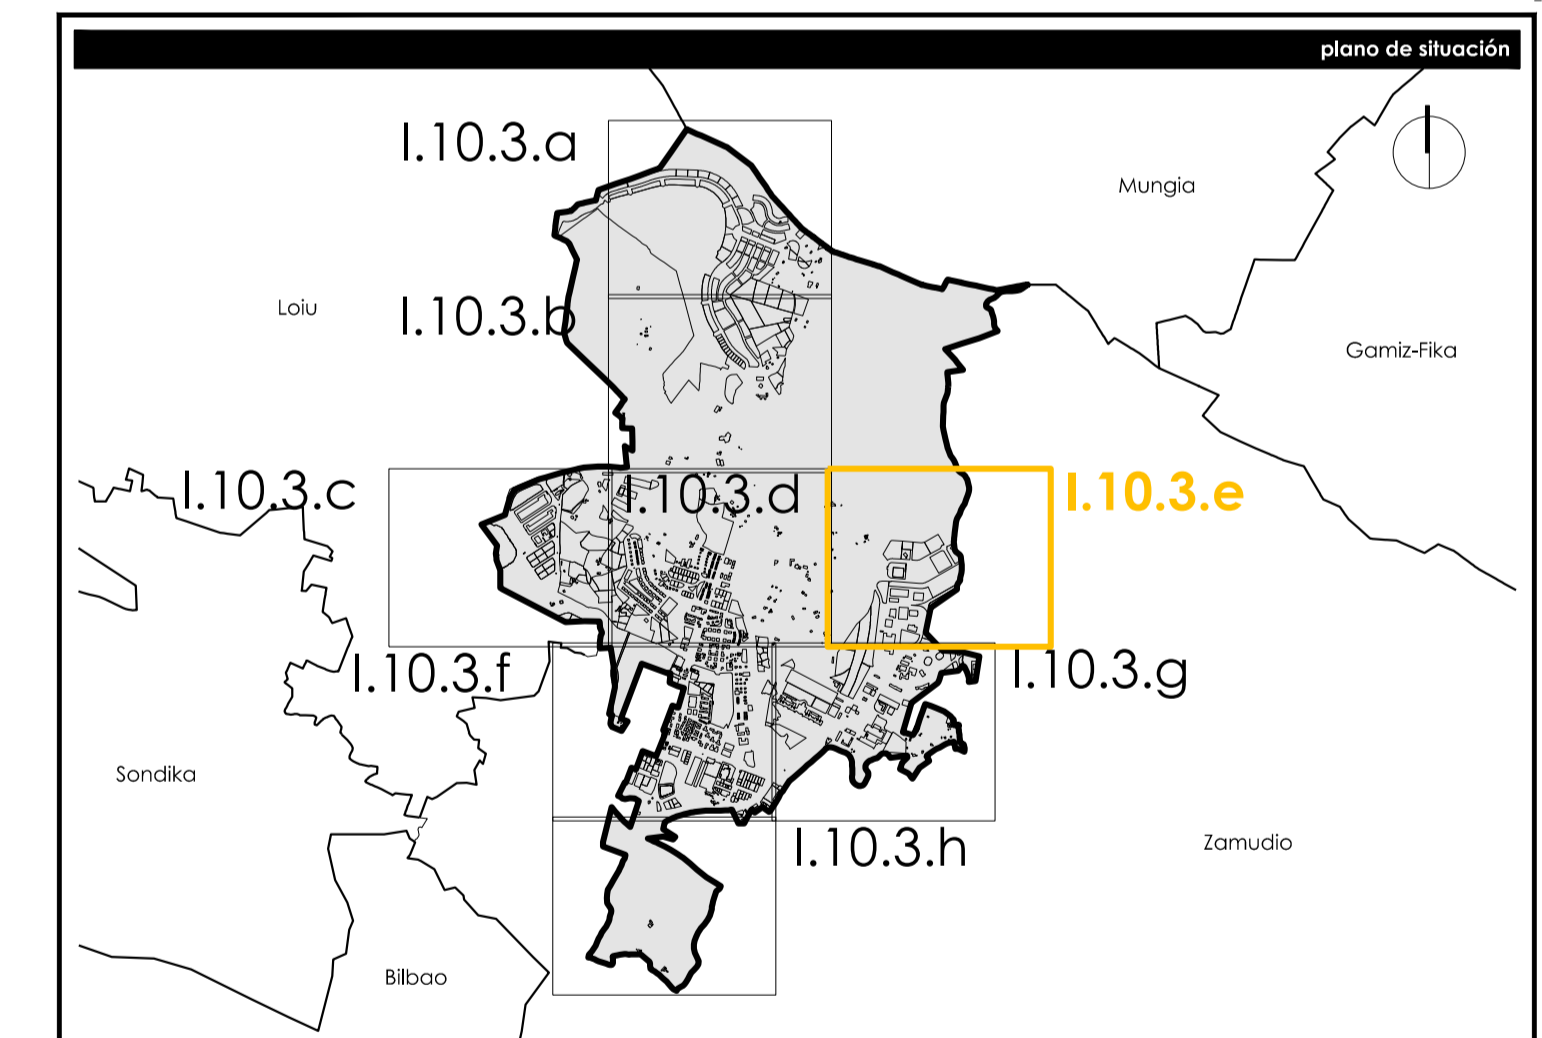 plano de situación
I.10.3.a
Mungia
Loiu
I.10.3.b
Gamiz-Fika
I.10.3.c
I.10.3.d
I.10.3.e
I.10.3.f
I.10.3.g
Sondika
Zamudio
I.10.3.h
Bilbao